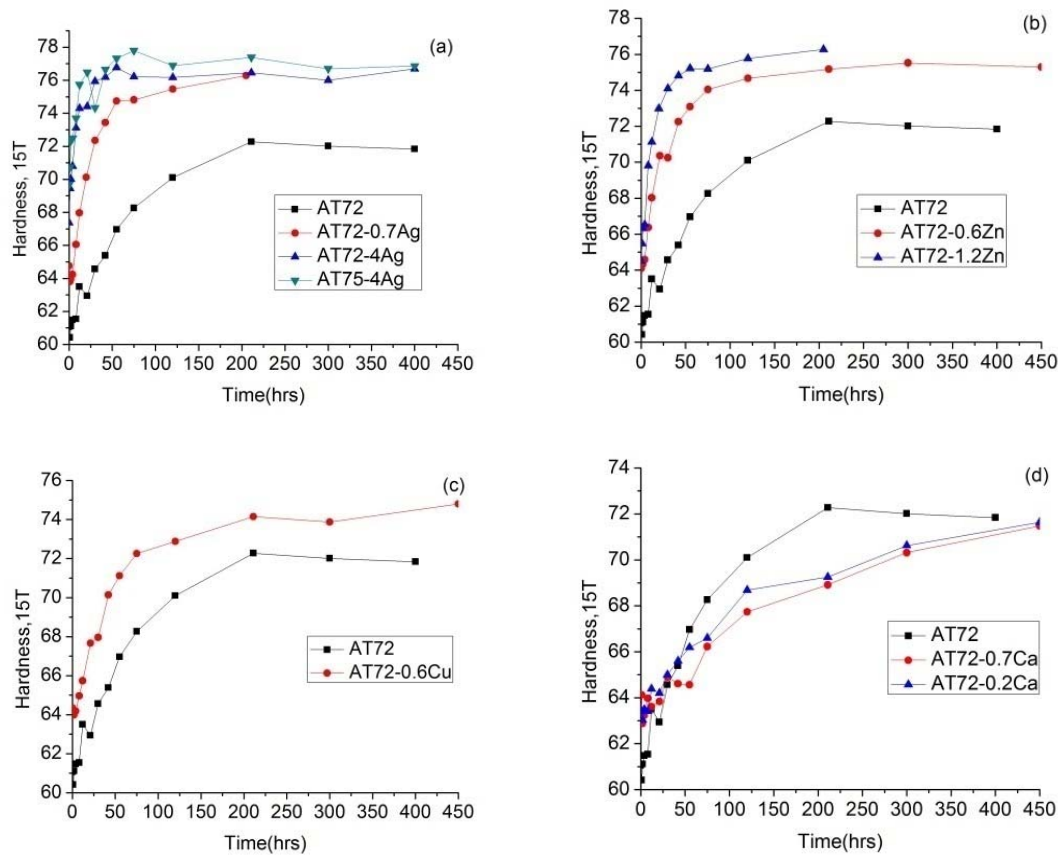 (a)
Hardness, 15T
78
76
74
72
70
68
66
64
62
60
AT72
AT72-0.7Ag
AT72-4Ag
AT75-4Ag
0 50 100 150 200 250 300 350 400 450
Time(hrs)
(b)
Hardness,15T
78
76
74
72
70
68
66
64
62
60
AT72
AT72-0.6Zn
AT72-1.2Zn
0 50 100 150 200 250 300 350 400 450
Time(hrs)
(c)
Hardness,15T
76
74
72
70
68
66
64
62
60
AT72
AT72-0.6Cu
0 50 100 150 200 250 300 350 400 450
Time(hrs)
(d)
Hardness,15T
74
72
70
68
66
64
62
60
AT72
AT72-0.7Ca
AT72-0.2Ca
0 50 100 150 200 250 300 350 400 450
Time(hrs)